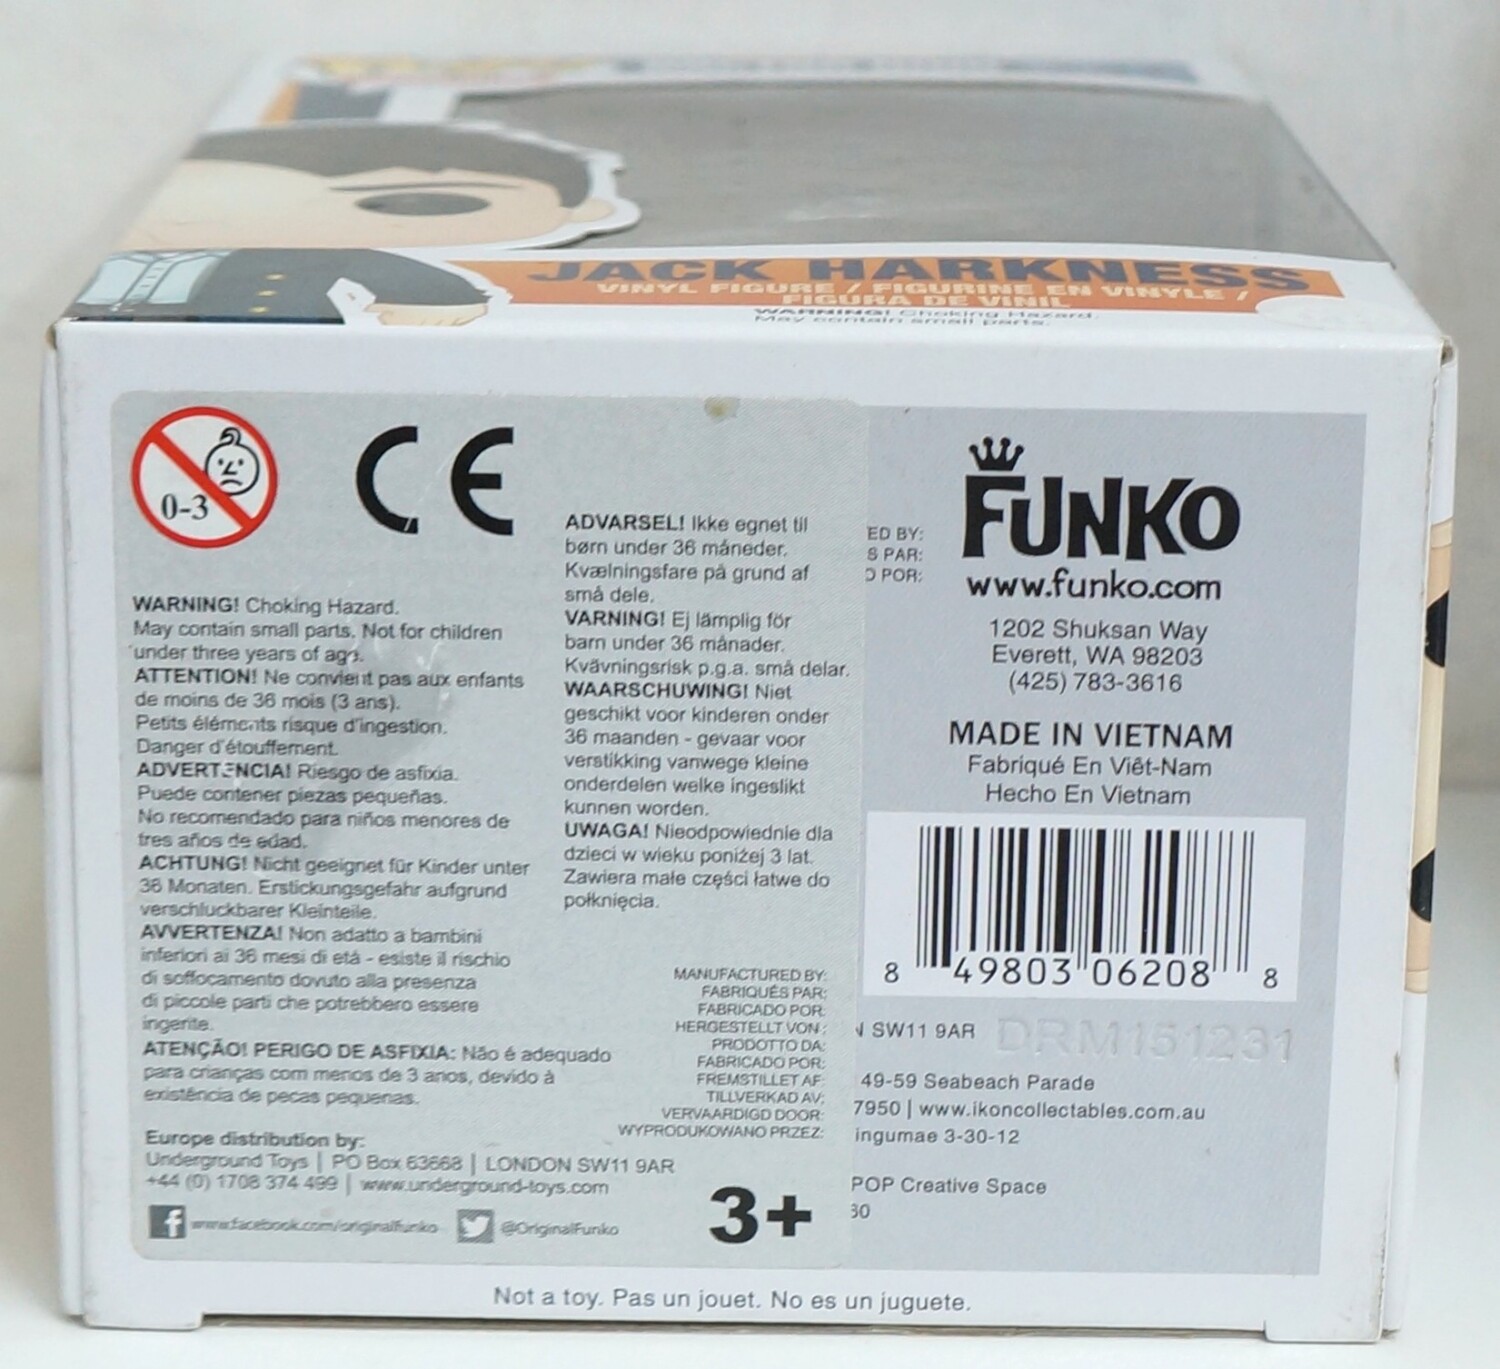 JACK HARKNESS
VINYL FIGURE / FIGURINE EN VINYLE /
FIGURA DE VINIL
WARNING! Choking Hazard.
May contain small parts.
0-3
CE
WARNING! Choking Hazard.
May contain small parts. Not for children
under three years of age.
ATTENTION! Ne convient pas aux enfants
de moins de 36 mois (3 ans).
Petits éléments risque d'ingestion.
Danger d'étouffement.
ADVERTENCIA! Riesgo de asfixia.
Puede contener piezas pequeñas.
No recomendado para niños menores de
tres años de edad.
ACHTUNG! Nicht geeignet für Kinder unter
36 Monaten. Erstickungsgefahr aufgrund
verschluckbarer Kleinteile.
AVVERTENZA! Non adatto a bambini
inferiori ai 36 mesi di etá - esiste il rischio
di soffocamento dovuto alla presenza
di piccole parti che potrebbero essere
ingerite.
ATENÇÃO! PERIGO DE ASFIXIA: Não é adequado
para crianças com menos de 3 anos, devido à
existência de pecas pequenas.
Europe distribution by:
Underground Toys | PO Box 63668 | LONDON SW11 9AR
+44 (0) 1708 374 499 | www.underground-toys.com
www.facebook.com/originalfunko @OriginalFunko
ADVARSEL! Ikke egnet til
børn under 36 måneder.
Kvælningsfare på grund af
små dele.
VARNING! Ej lämplig för
barn under 36 månader.
Kvävningsrisk p.g.a. små delar.
WAARSCHUWING! Niet
geschikt voor kinderen onder
36 maanden - gevaar voor
verstikking vanwege kleine
onderdelen welke ingeslikt
kunnen worden.
UWAGA! Nieodpowiednie dla
dzieci w wieku poniżej 3 lat.
Zawiera małe części łatwe do
połknięcia.
MANUFACTURED BY:
FABRIQUÉS PAR:
FABRICADO POR:
HERGESTELLT VON:
PRODOTTO DA:
FABRICADO POR:
FREMSTILLET AF:
TILLVERKAD AV:
VERVAARDIGD DOOR:
WYPRODUKOWANO PRZEZ:
3+
ED BY:
S PAR:
O POR:
FUNKO
www.funko.com
1202 Shuksan Way
Everett, WA 98203
(425) 783-3616
MADE IN VIETNAM
Fabriqué En Viêt-Nam
Hecho En Vietnam
8 49803 06208 8
N SW11 9AR
DRM151231
49-59 Seabeach Parade
7950 | www.ikoncollectables.com.au
ingumae 3-30-12
POP Creative Space
30
Not a toy. Pas un jouet. No es un juguete.